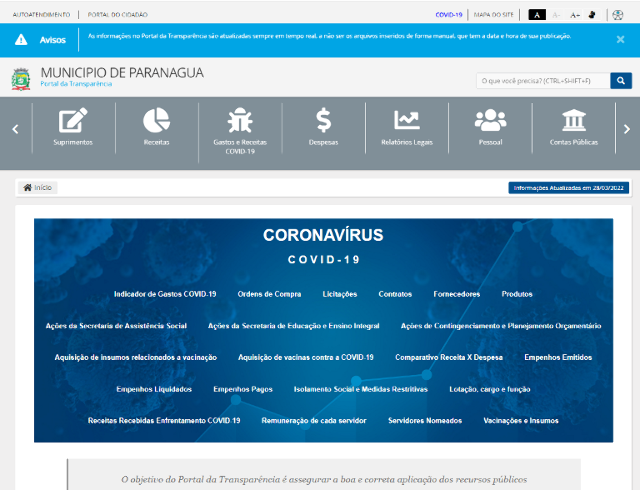 AUTOATENDIMENTO | PORTAL DO CIDADÃO
COVID-19 | MAPA DO SITE | A A- A+
Avisos
As informações no Portal da Transparência são atualizadas sempre em tempo real, a não ser os arquivos inseridos de forma manual, que tem a data e hora de sua publicação.
MUNICIPIO DE PARANAGUA
Portal da Transparência
O que você precisa? (CTRL+SHIFT+F)
Suprimentos
Receitas
Gastos e Receitas
COVID-19
Despesas
Relatórios Legais
Pessoal
Contas Públicas
Início
Informações Atualizadas em 28/03/2022
CORONAVÍRUS
COVID-19
Indicador de Gastos COVID-19 Ordens de Compra Licitações Contratos Fornecedores Produtos
Ações da Secretaria de Assistência Social Ações da Secretaria de Educação e Ensino Integral Ações de Contingenciamento e Planejamento Orçamentário
Aquisição de insumos relacionados a vacinação Aquisição de vacinas contra a COVID-19 Comparativo Receita X Despesa Empenhos Emitidos
Empenhos Liquidados Empenhos Pagos Isolamento Social e Medidas Restritivas Lotação, cargo e função
Receitas Recebidas Enfrentamento COVID-19 Remuneração de cada servidor Servidores Nomeados Vacinações e Insumos
O objetivo do Portal da Transparência é assegurar a boa e correta aplicação dos recursos públicos